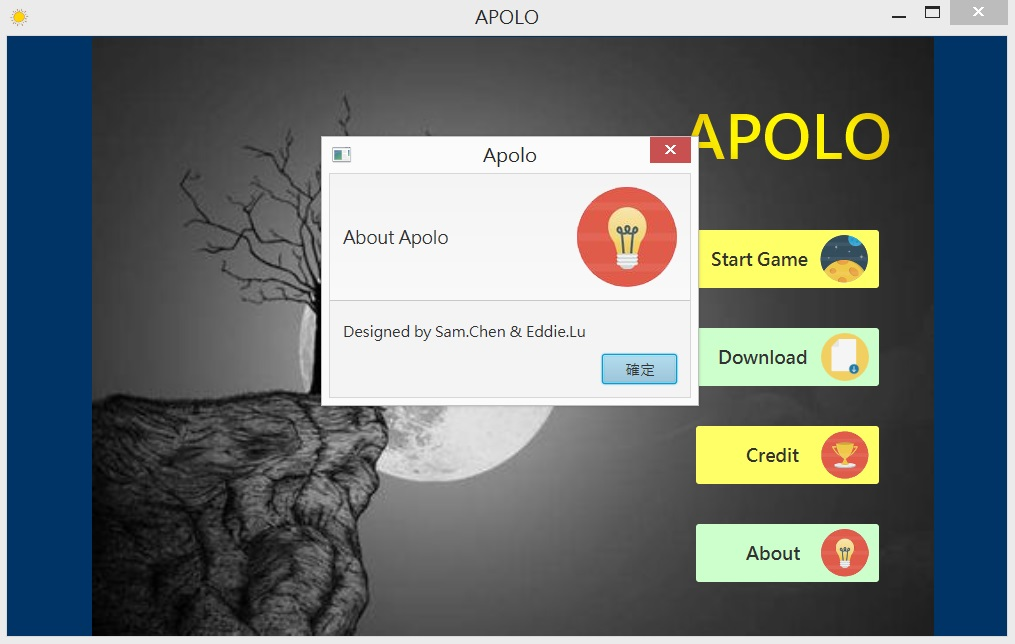 APOLO
APOLO
Apolo
About Apolo
Designed by Sam.Chen & Eddie.Lu
確定
Start Game
Download
Credit
About